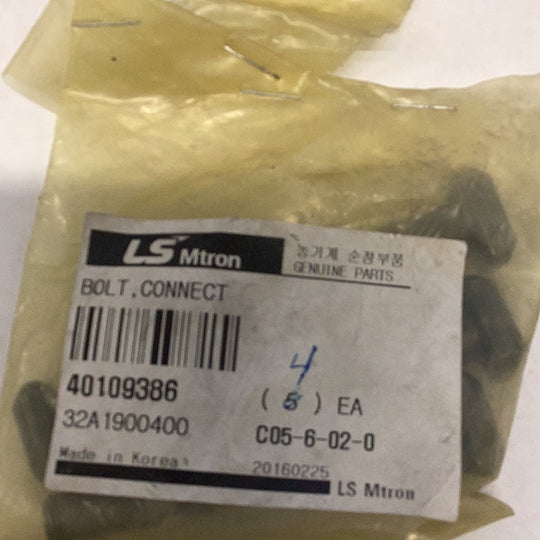 LS Mtron
농기계 순정부품
GENUINE PARTS
BOLT,CONNECT
40109386
32A1900400
4
( 5 ) EA
C05-6-02-0
Made in Korea
20160225
LS Mtron